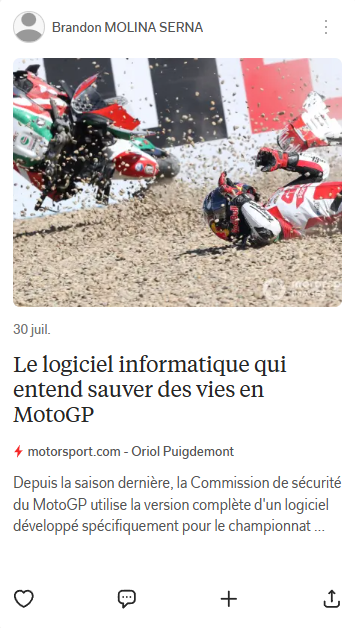 Brandon MOLINA SERNA
30 juil.
Le logiciel informatique qui
entend sauver des vies en
MotoGP
motorsport.com - Oriol Puigdemont
Depuis la saison dernière, la Commission de sécurité
du MotoGP utilise la version complète d'un logiciel
développé spécifiquement pour le championnat ...